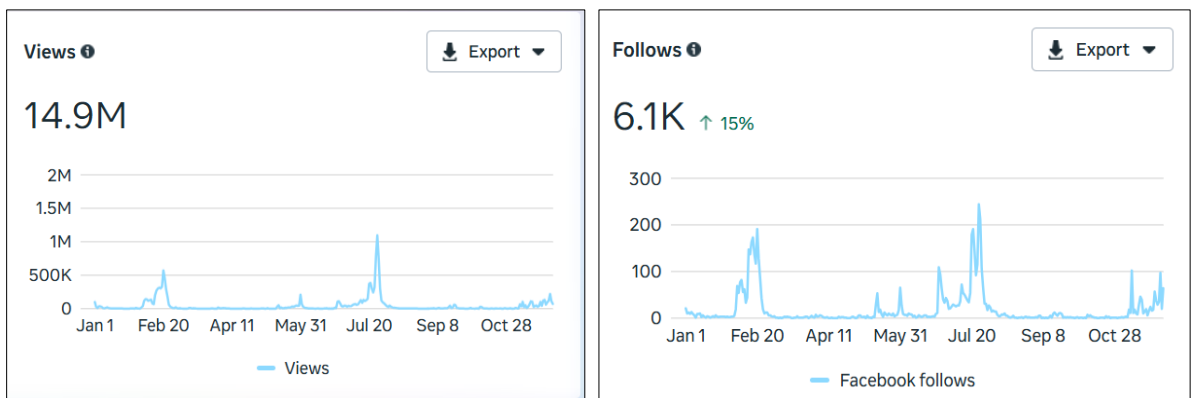 Views
Export
14.9M
2M
1.5M
1M
500K
0
Jan 1 Feb 20 Apr 11 May 31 Jul 20 Sep 8 Oct 28
Views
Follows
Export
6.1K ↑ 15%
300
200
100
0
Jan 1 Feb 20 Apr 11 May 31 Jul 20 Sep 8 Oct 28
Facebook follows